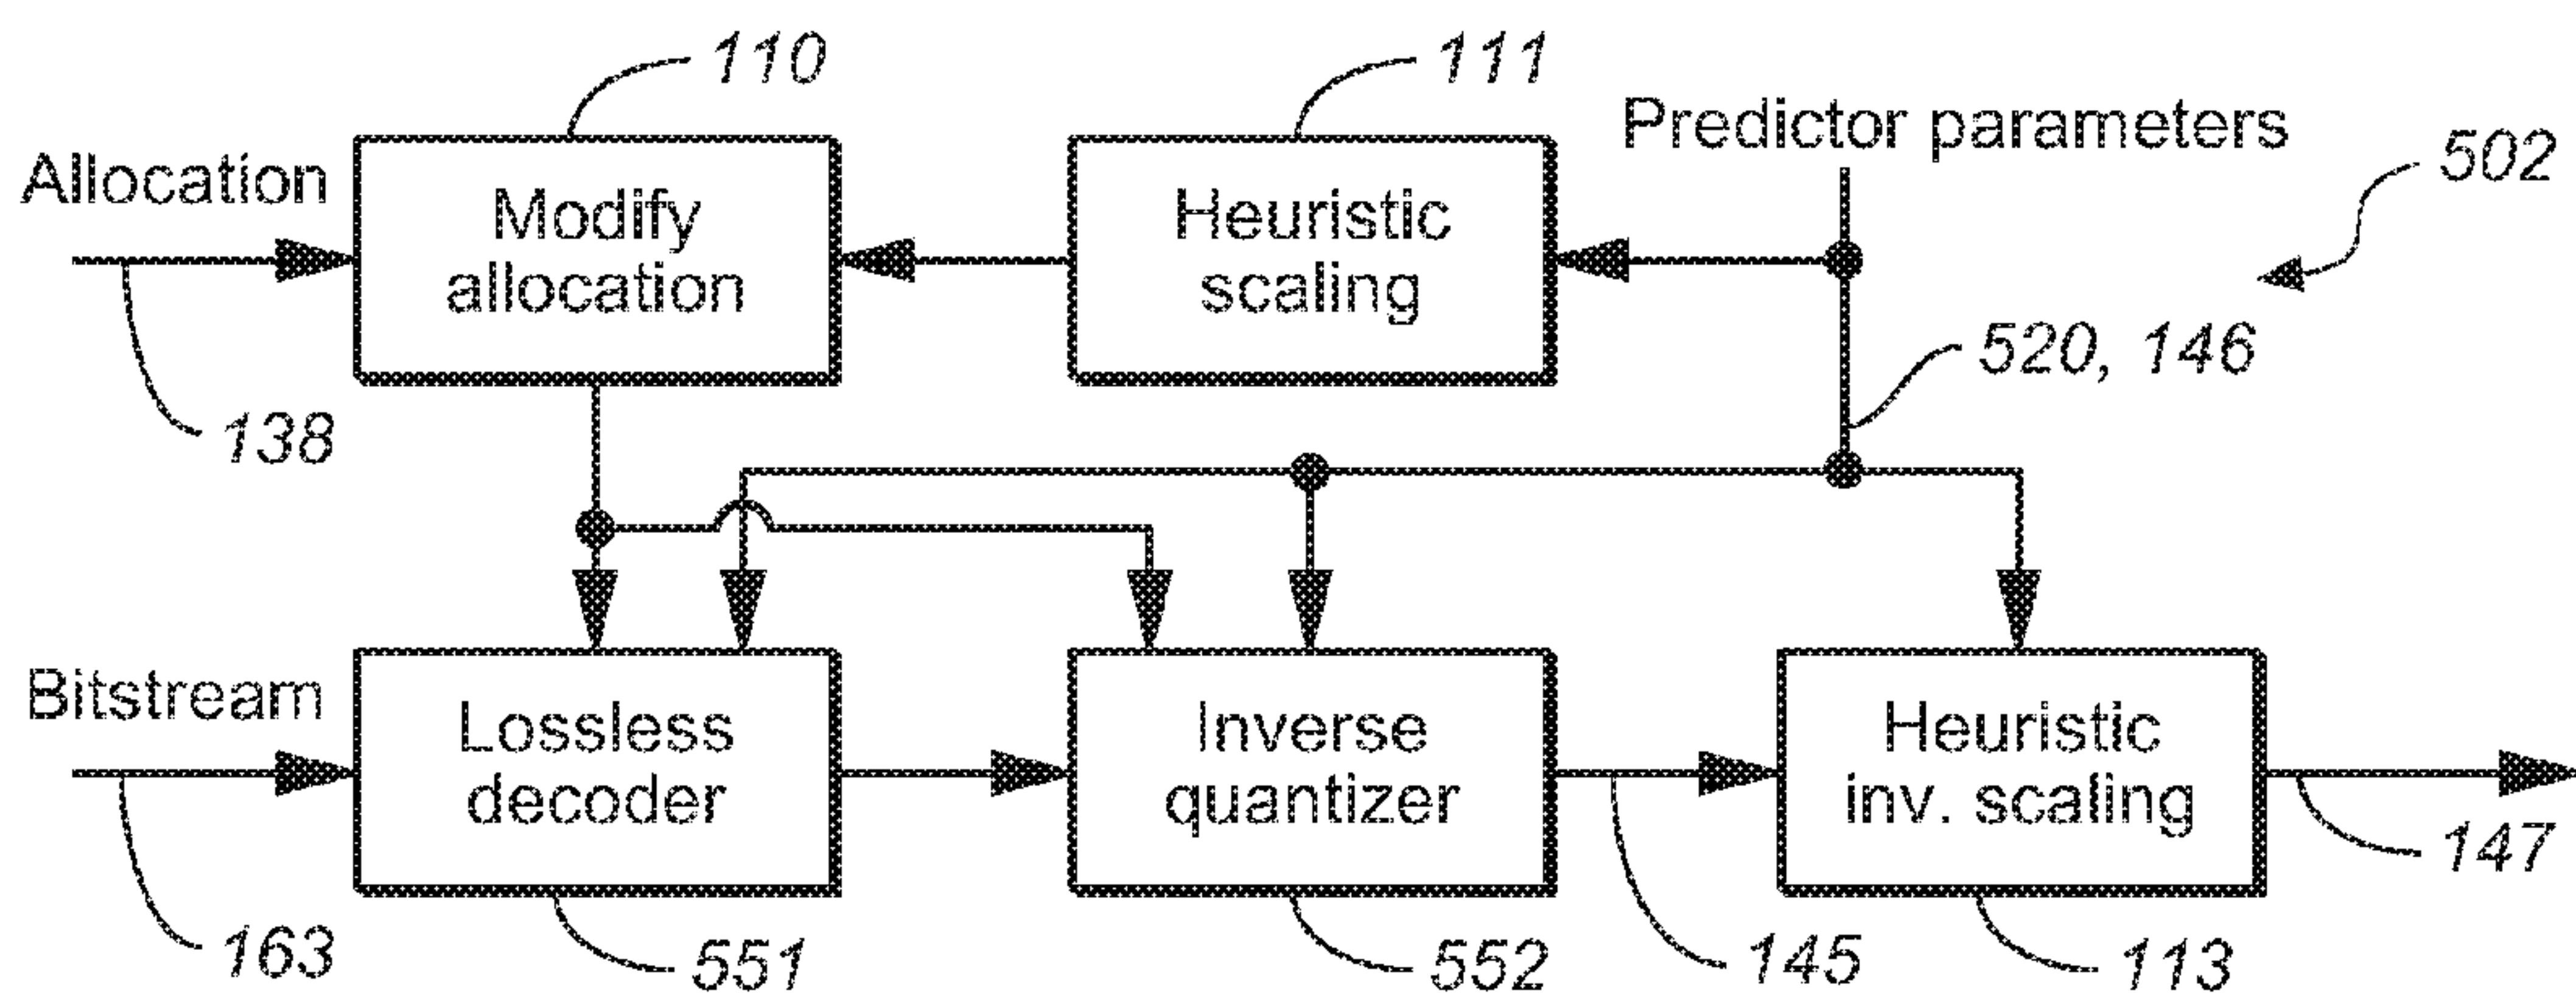 110
111
Predictor parameters
502
Allocation
Modify
allocation
Heuristic
scaling
520, 146
138
Bitstream
Lossless
decoder
Inverse
quantizer
Heuristic
inv. scaling
147
163
551
552
145
113